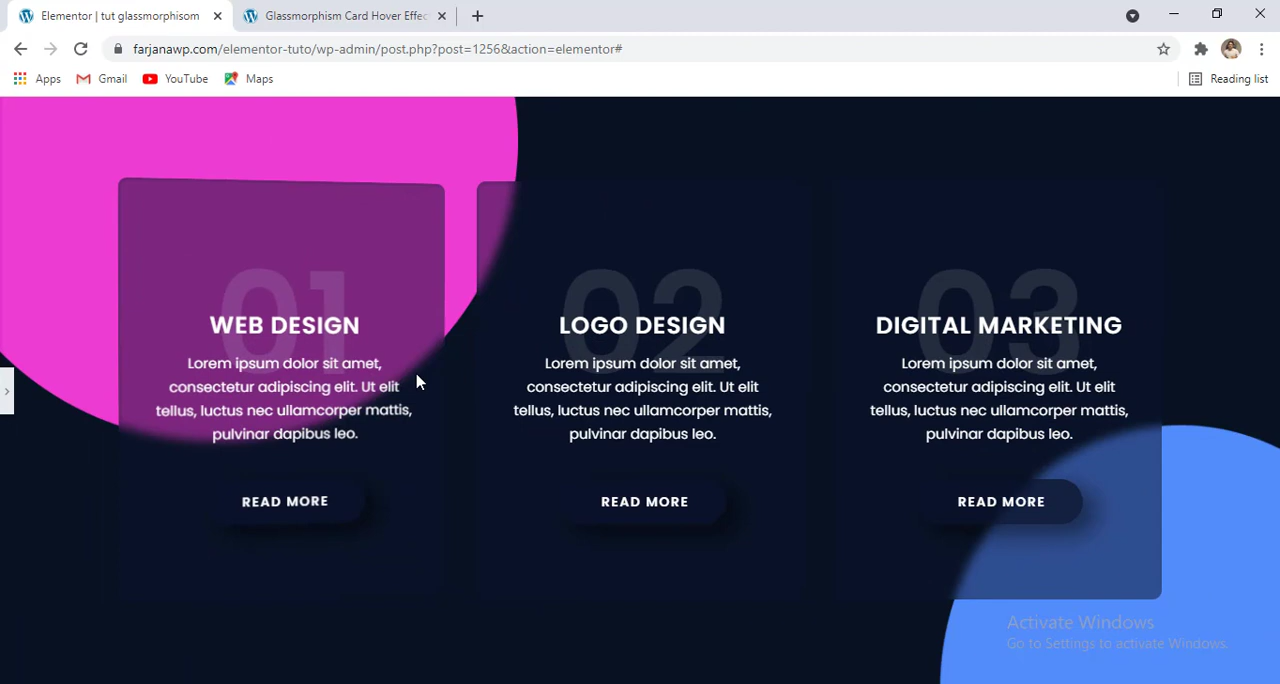 Elementor | tut glassmorphisom
Glassmorphism Card Hover Effec
farjanawp.com/elementor-tuto/wp-admin/post.php?post=1256&action=elementor#
Apps
Gmail
YouTube
Maps
Reading list
01
WEB DESIGN
Lorem ipsum dolor sit amet,
consectetur adipiscing elit. Ut elit
tellus, luctus nec ullamcorper mattis,
pulvinar dapibus leo.
READ MORE
02
LOGO DESIGN
Lorem ipsum dolor sit amet,
consectetur adipiscing elit. Ut elit
tellus, luctus nec ullamcorper mattis,
pulvinar dapibus leo.
READ MORE
03
DIGITAL MARKETING
Lorem ipsum dolor sit amet,
consectetur adipiscing elit. Ut elit
tellus, luctus nec ullamcorper mattis,
pulvinar dapibus leo.
READ MORE
Activate Windows
Go to Settings to activate Windows.